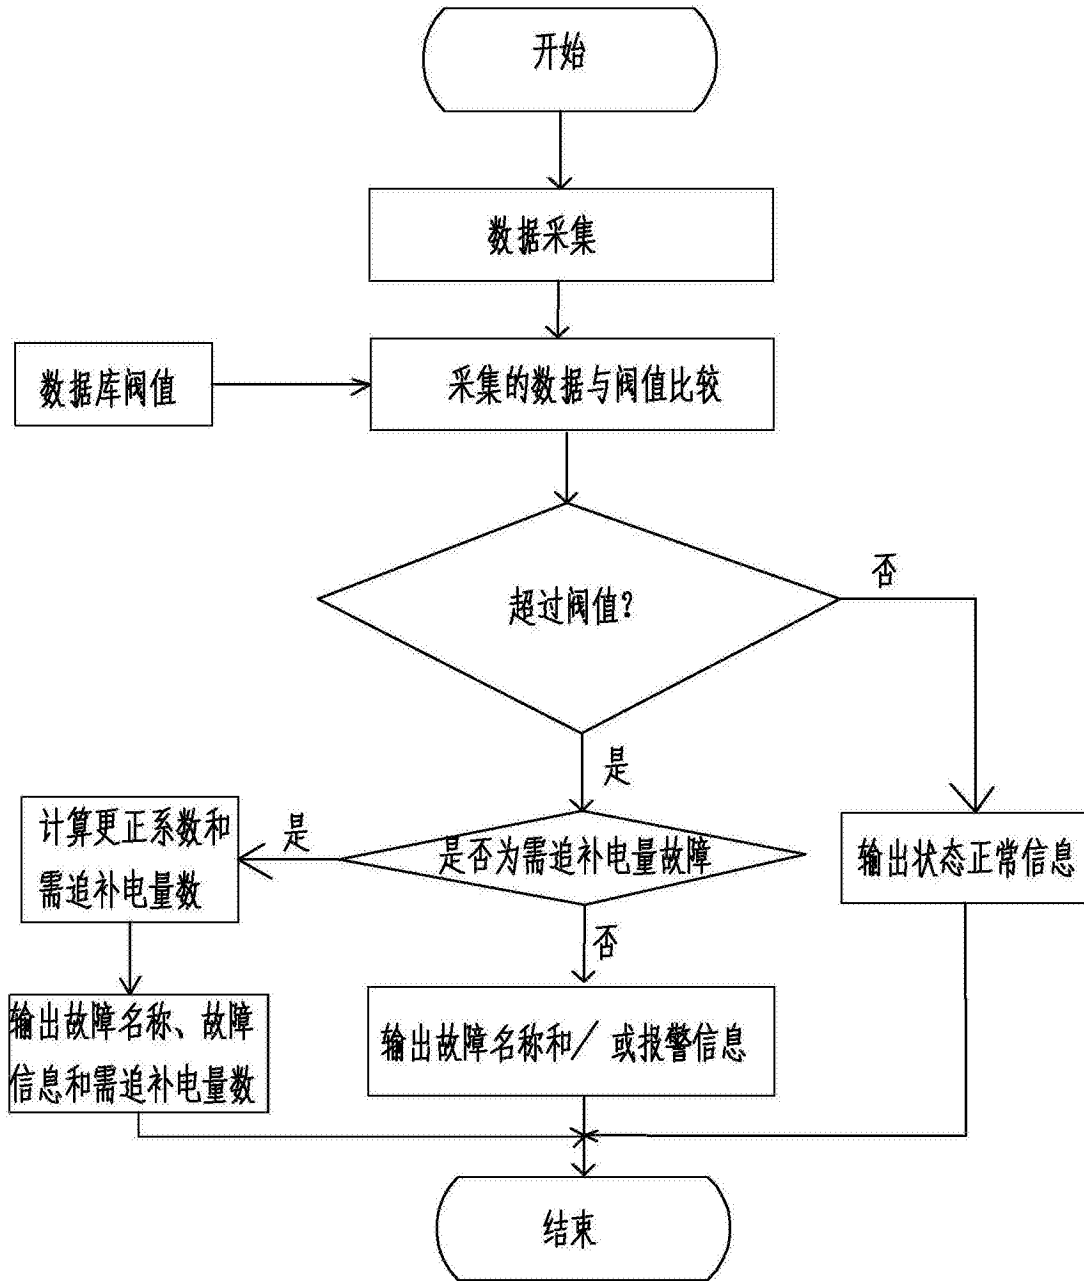 开始
数据采集
数据库阀值
采集的数据与阀值比较
超过阀值?
否
是
计算更正系数和
需追补电量数
是
是否为需追补电量故障
输出状态正常信息
否
输出故障名称、故障
信息和需追补电量数
输出故障名称和/ 或报警信息
结束